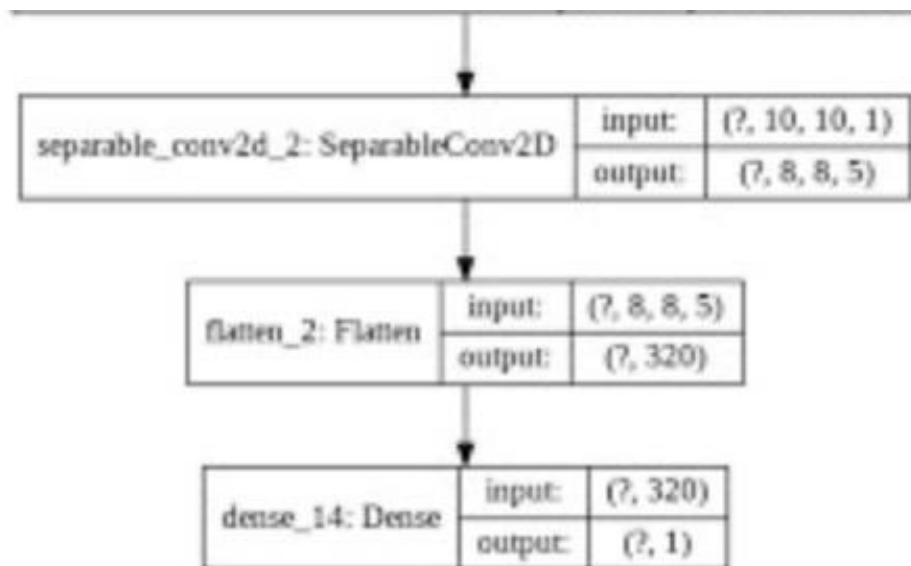 separable_conv2d_2: SeparableConv2D
input: (?, 10, 10, 1)
output: (?, 8, 8, 5)
flatten_2: Flatten
input: (?, 8, 8, 5)
output: (?, 320)
dense_14: Dense
input: (?, 320)
output: (?, 1)